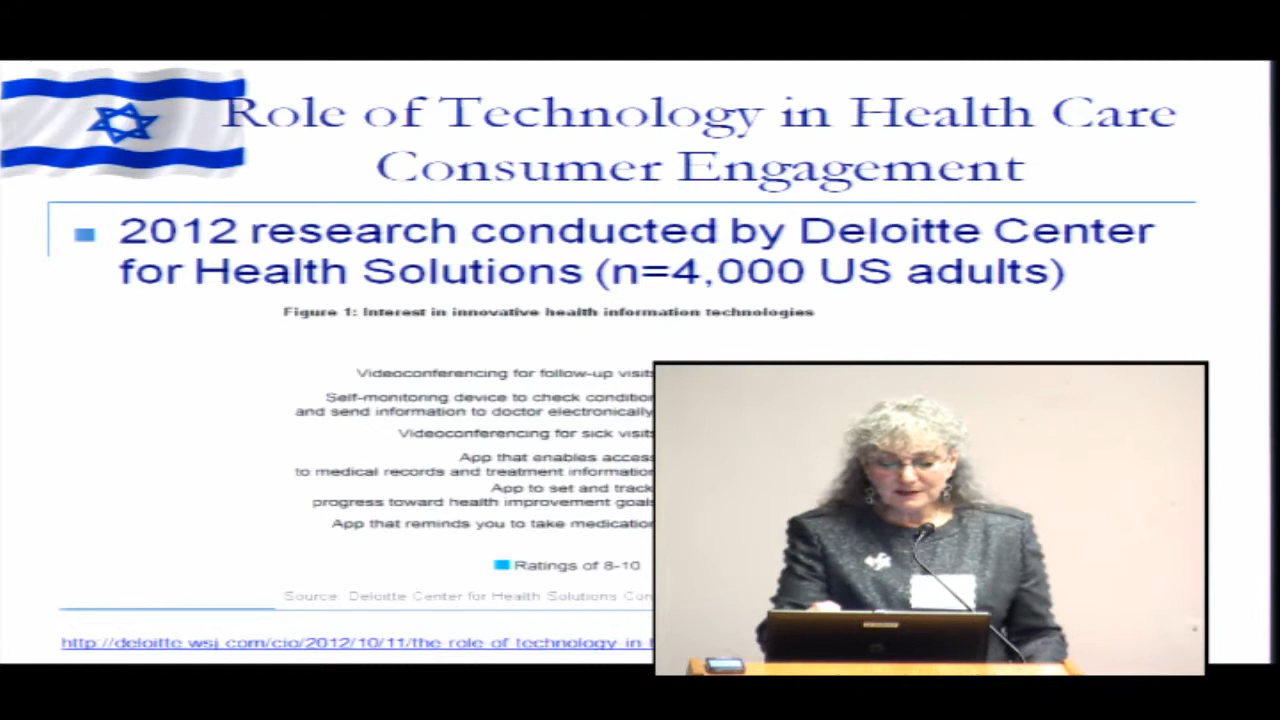 Role of Technology in Health Care
Consumer Engagement
2012 research conducted by Deloitte Center
for Health Solutions (n=4,000 US adults)
Figure 1: Interest in innovative health information technologies
Videoconferencing for follow-up visits
Self-monitoring device to check condition
and send information to doctor electronically
Videoconferencing for sick visits
App that enables access
to medical records and treatment information
App to set and track
progress toward health improvement goals
App that reminds you to take medication
Ratings of 8-10
Source: Deloitte Center for Health Solutions Con
http://deloitte.wsj.com/cio/2012/10/11/the-role-of-technology-in-